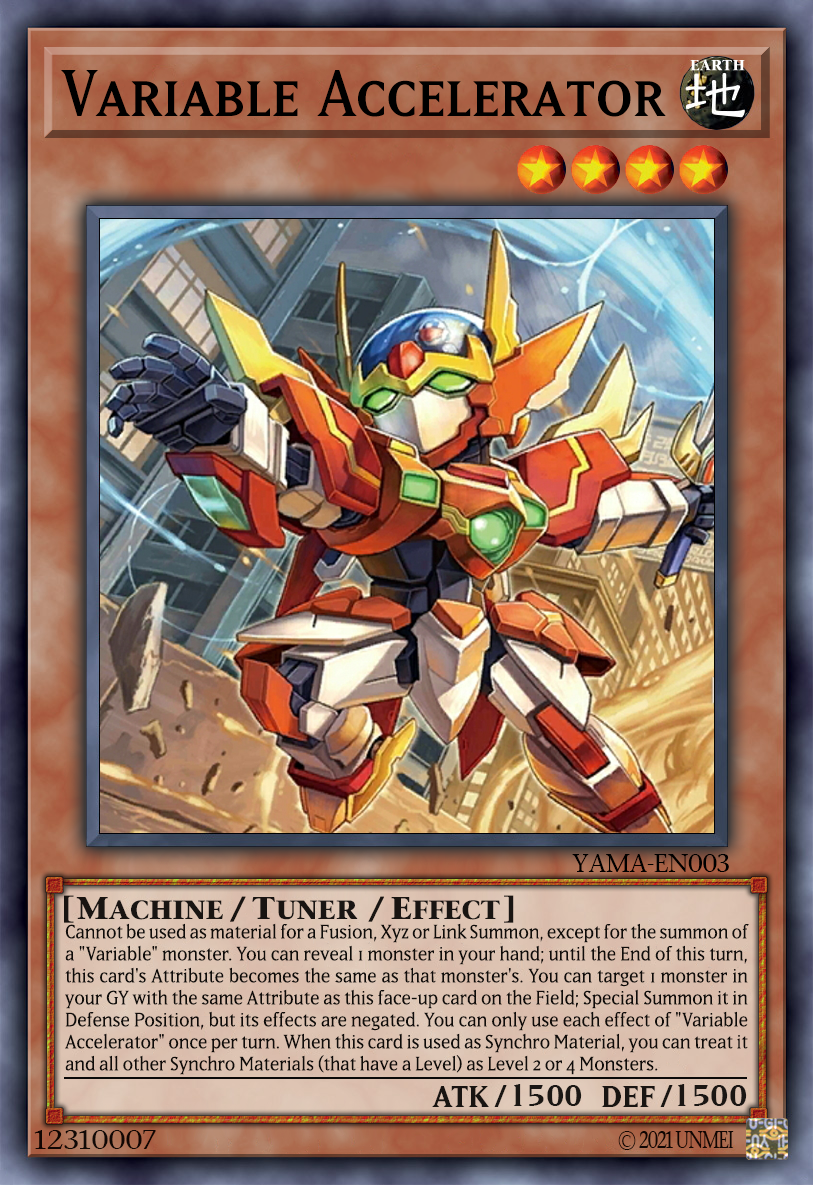 Variable Accelerator
EARTH
地
YAMA-EN003
[Machine / Tuner / Effect]
Cannot be used as material for a Fusion, Xyz or Link Summon, except for the summon of
a "Variable" monster. You can reveal 1 monster in your hand; until the End of this turn,
this card's Attribute becomes the same as that monster's. You can target 1 monster in
your GY with the same Attribute as this face-up card on the Field; Special Summon it in
Defense Position, but its effects are negated. You can only use each effect of "Variable
Accelerator" once per turn. When this card is used as Synchro Material, you can treat it
and all other Synchro Materials (that have a Level) as Level 2 or 4 Monsters.
ATK / 1500 DEF / 1500
12310007
© 2021 UNMEI